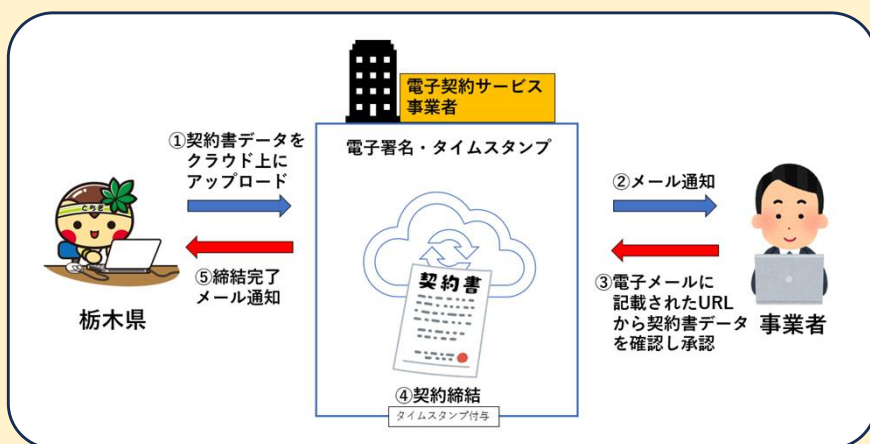 電子契約サービス
事業者
電子署名・タイムスタンプ
①契約書データを
クラウド上に
アップロード
とちぎ
⑤締結完了
メール通知
栃木県
契約書
④契約締結
タイムスタンプ付与
②メール通知
③電子メールに
記載されたURL
から契約書データ
を確認し承認
事業者